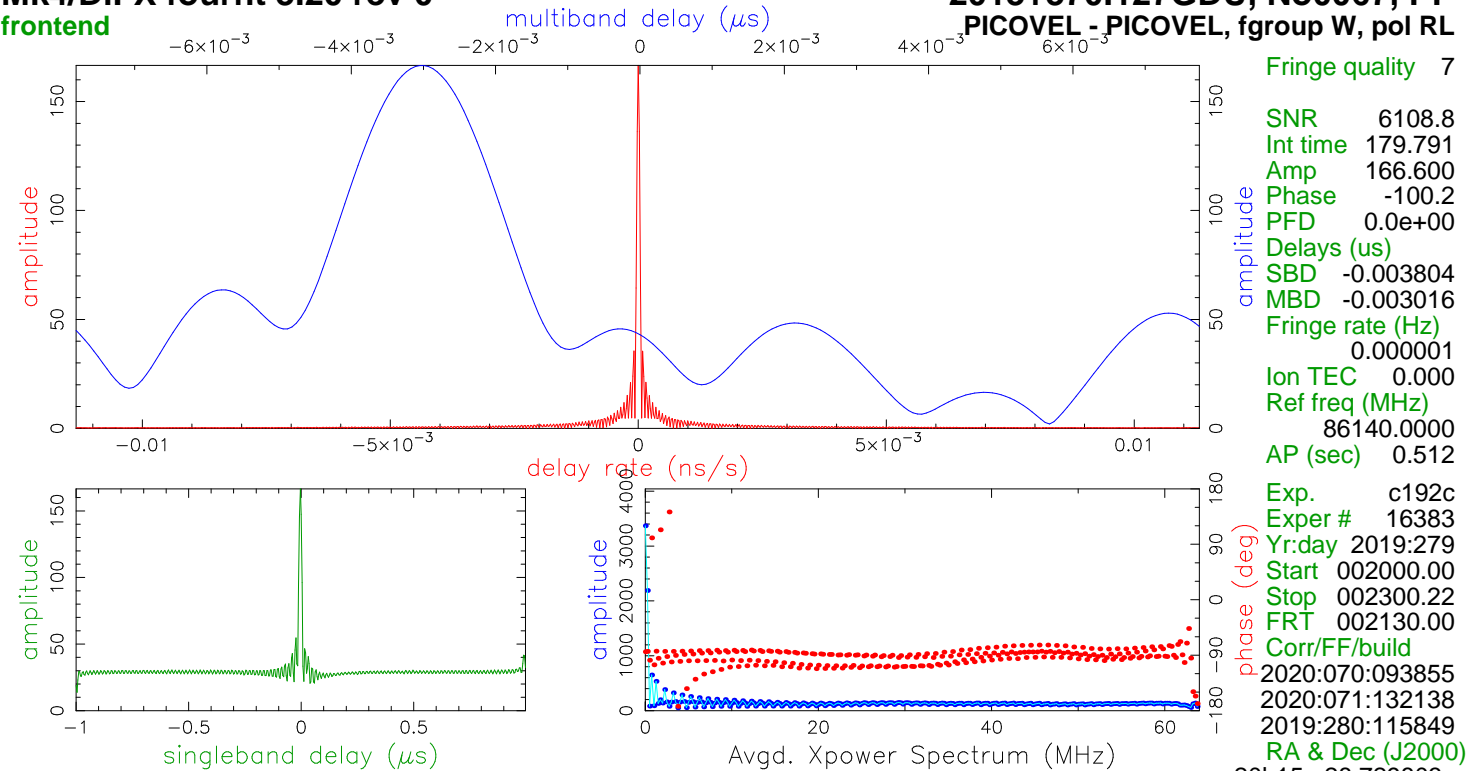 frontend
PICOVEL - PICOVEL, fgroup W, pol RL
multiband delay (μs)
−6×10⁻³ −4×10⁻³ −2×10⁻³ 0 2×10⁻³ 4×10⁻³ 6×10⁻³
amplitude
0 50 100 150
amplitude
0 50 100 150
−0.01 −5×10⁻³ 0 5×10⁻³ 0.01
delay rate (ns/s)
amplitude
0 50 100 150
−1 −0.5 0 0.5
singleband delay (μs)
amplitude
0 1000 2000 3000 4000
phase (deg)
−180 −90 0 90 180
0 20 40 60
Avgd. Xpower Spectrum (MHz)
Fringe quality 7
SNR 6108.8
Int time 179.791
Amp 166.600
Phase -100.2
PFD 0.0e+00
Delays (us)
SBD -0.003804
MBD -0.003016
Fringe rate (Hz)
0.000001
Ion TEC 0.000
Ref freq (MHz)
86140.0000
AP (sec) 0.512
Exp. c192c
Exper # 16383
Yr:day 2019:279
Start 002000.00
Stop 002300.22
FRT 002130.00
Corr/FF/build
2020:070:093855
2020:071:132138
2019:280:115849
RA & Dec (J2000)